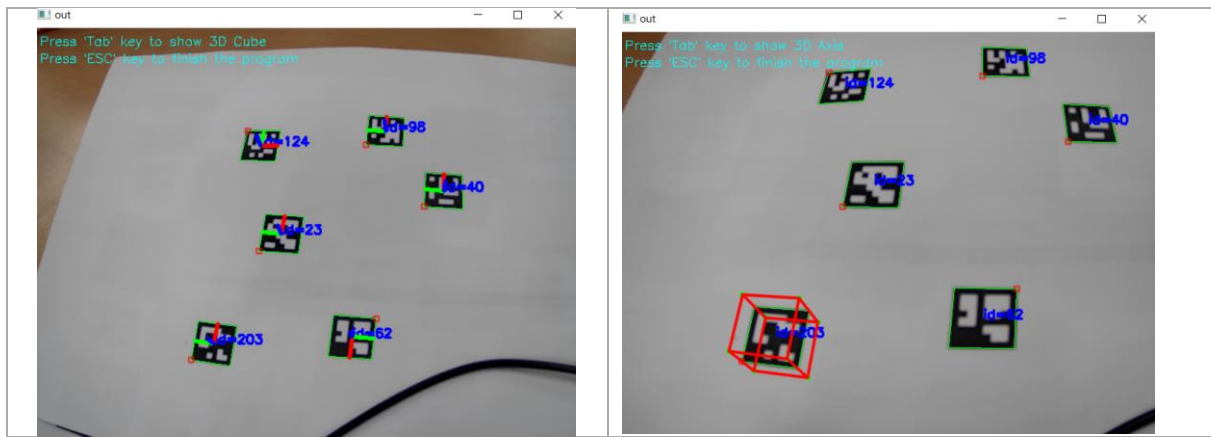 out
Press 'Tab' key to show 3D Cube
Press 'ESC' key to finish the program
id=124
id=98
id=40
id=23
id=203
id=62
out
Press 'Tab' key to show 3D Axis
Press 'ESC' key to finish the program
id=98
id=124
id=40
id=23
id=62
id=203